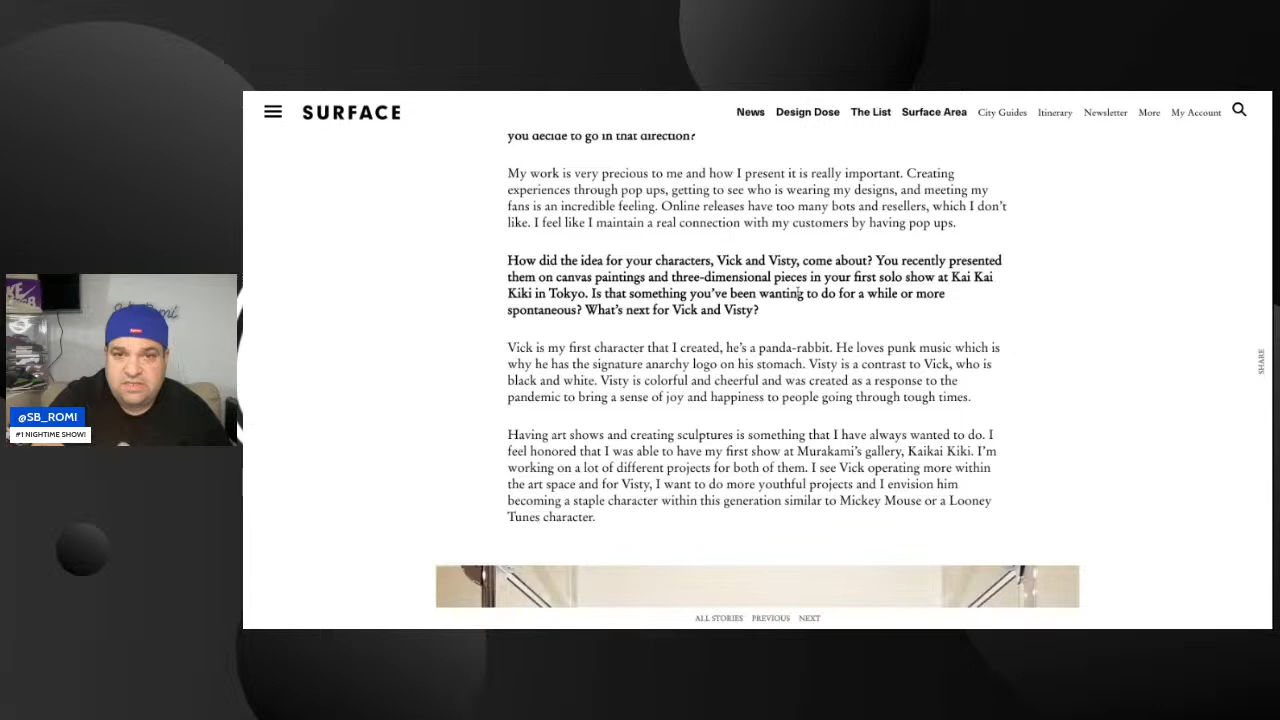 SURFACE
News Design Dose The List Surface Area City Guides Itinerary Newsletter More My Account
you decide to go in that direction?
My work is very precious to me and how I present it is really important. Creating
experiences through pop ups, getting to see who is wearing my designs, and meeting my
fans is an incredible feeling. Online releases have too many bots and resellers, which I don’t
like. I feel like I maintain a real connection with my customers by having pop ups.
How did the idea for your characters, Vick and Visty, come about? You recently presented
them on canvas paintings and three-dimensional pieces in your first solo show at Kai Kai
Kiki in Tokyo. Is that something you’ve been wanting to do for a while or more
spontaneous? What’s next for Vick and Visty?
Vick is my first character that I created, he’s a panda-rabbit. He loves punk music which is
why he has the signature anarchy logo on his stomach. Visty is a contrast to Vick, who is
black and white. Visty is colorful and cheerful and was created as a response to the
pandemic to bring a sense of joy and happiness to people going through tough times.
Having art shows and creating sculptures is something that I have always wanted to do. I
feel honored that I was able to have my first show at Murakami’s gallery, Kaikai Kiki. I’m
working on a lot of different projects for both of them. I see Vick operating more within
the art space and for Visty, I want to do more youthful projects and I envision him
becoming a staple character within this generation similar to Mickey Mouse or a Looney
Tunes character.
ALL STORIES PREVIOUS NEXT
SHARE
@SB_ROMI
#1 NIGHTIME SHOW!